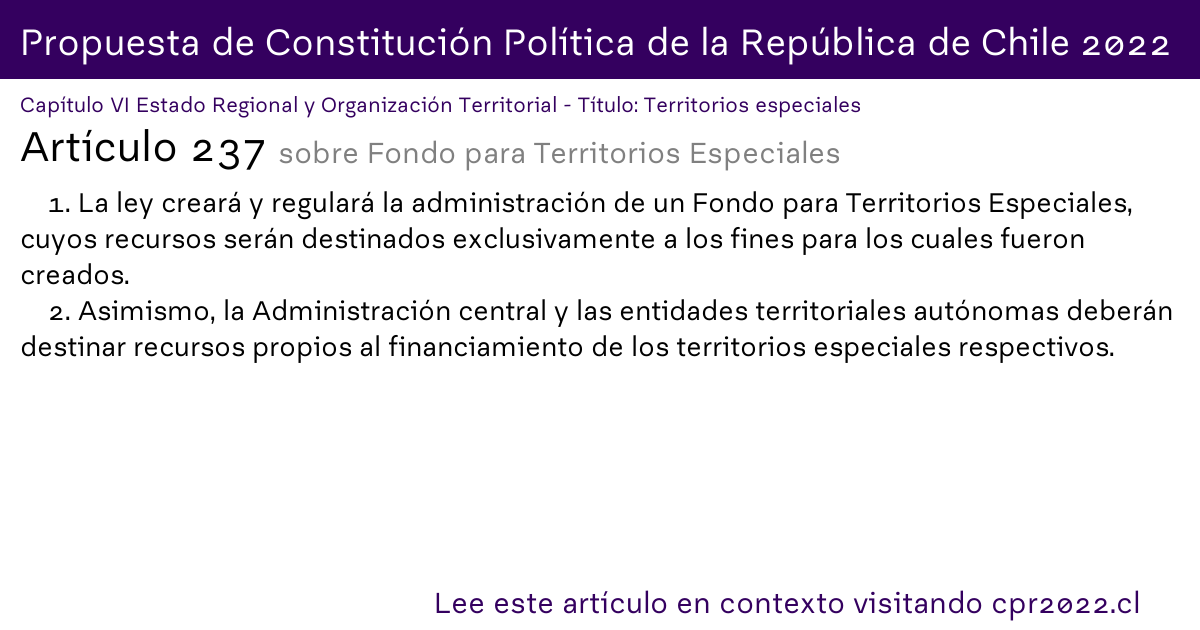 Propuesta de Constitución Política de la República de Chile 2022
Capítulo VI Estado Regional y Organización Territorial - Título: Territorios especiales
Artículo 237 sobre Fondo para Territorios Especiales
1. La ley creará y regulará la administración de un Fondo para Territorios Especiales,
cuyos recursos serán destinados exclusivamente a los fines para los cuales fueron
creados.
2. Asimismo, la Administración central y las entidades territoriales autónomas deberán
destinar recursos propios al financiamiento de los territorios especiales respectivos.
Lee este artículo en contexto visitando cpr2022.cl